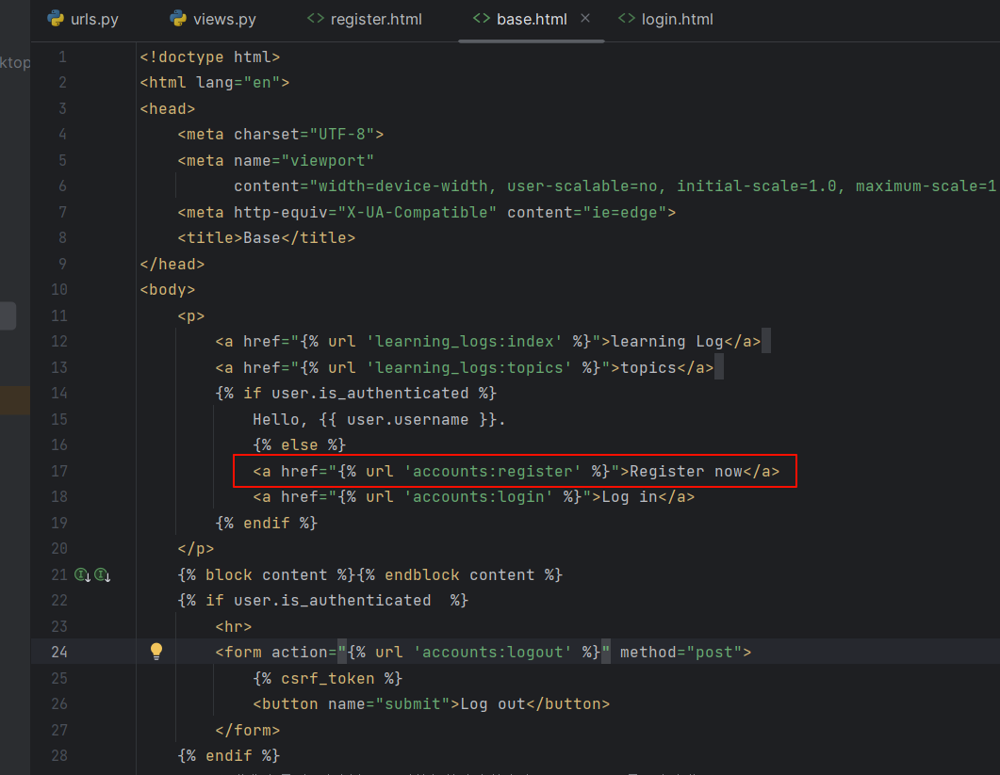 urls.py views.py register.html base.html login.html
ktop
1 <!doctype html>
2 <html lang="en">
3 <head>
4 <meta charset="UTF-8">
5 <meta name="viewport"
6 content="width=device-width, user-scalable=no, initial-scale=1.0, maximum-scale=1
7 <meta http-equiv="X-UA-Compatible" content="ie=edge">
8 <title>Base</title>
9 </head>
10 <body>
11 <p>
12 <a href="{% url 'learning_logs:index' %}">learning Log</a>
13 <a href="{% url 'learning_logs:topics' %}">topics</a>
14 {% if user.is_authenticated %}
15 Hello, {{ user.username }}.
16 {% else %}
17 <a href="{% url 'accounts:register' %}">Register now</a>
18 <a href="{% url 'accounts:login' %}">Log in</a>
19 {% endif %}
20 </p>
21 {% block content %}{% endblock content %}
22 {% if user.is_authenticated %}
23 <hr>
24 <form action="{% url 'accounts:logout' %}" method="post">
25 {% csrf_token %}
26 <button name="submit">Log out</button>
27 </form>
28 {% endif %}